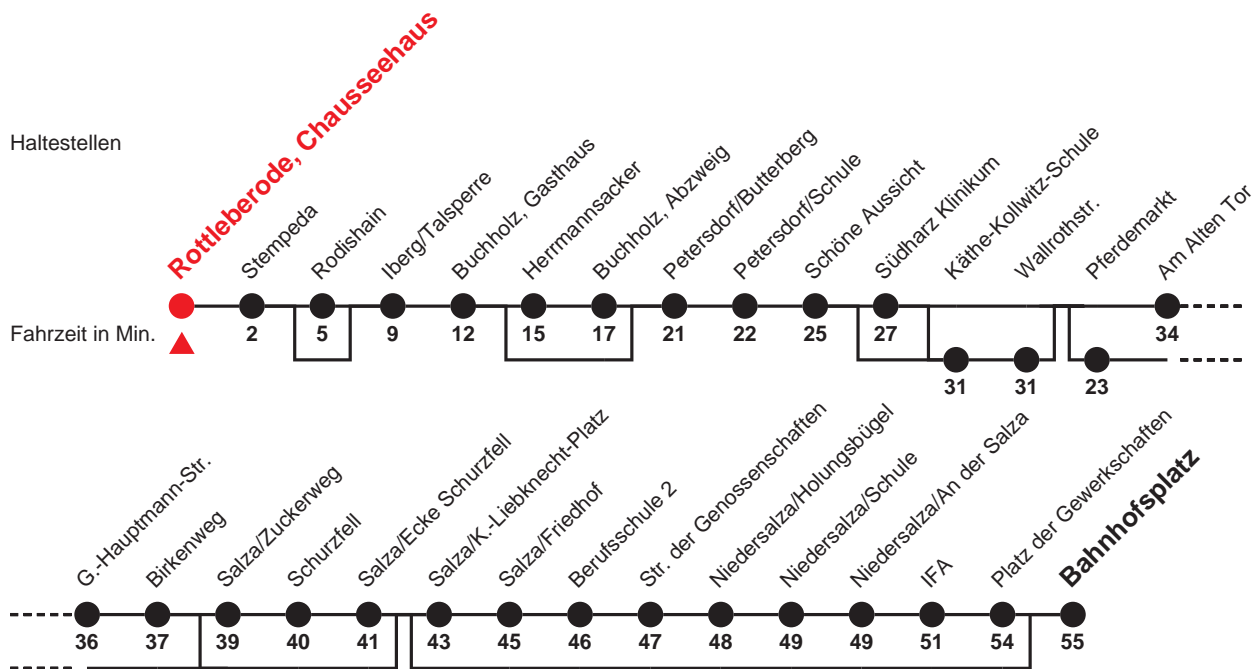 Haltestellen
Rottleberode, Chausseehaus
Stempeda
Rodishain
Iberg/Talsperre
Buchholz, Gasthaus
Herrmannsacker
Buchholz, Abzweig
Petersdorf/Butterberg
Petersdorf/Schule
Schöne Aussicht
Südharz Klinikum
Käthe-Kollwitz-Schule
Wallrothstr.
Pferdemarkt
Am Alten Tor
Fahrzeit in Min.
2 5 9 12 15 17 21 22 25 27 34
31 31 23
G.-Hauptmann-Str.
Birkenweg
Salza/Zuckerweg
Schurzfell
Salza/Ecke Schurzfell
Salza/K.-Liebknecht-Platz
Salza/Friedhof
Berufsschule 2
Str. der Genossenschaften
Niedersalza/Holungsbügel
Niedersalza/Schule
Niedersalza/An der Salza
IFA
Platz der Gewerkschaften
Bahnhofsplatz
36 37 39 40 41 43 45 46 47 48 49 49 51 54 55